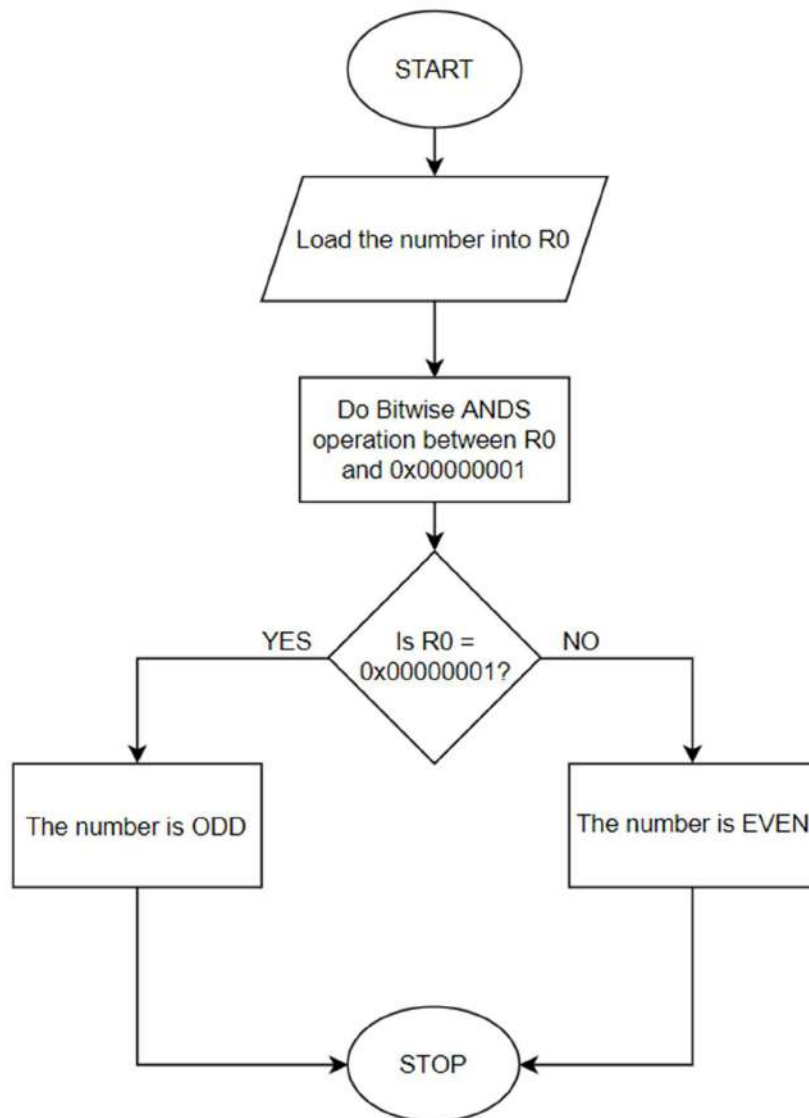 START
Load the number into R0
Do Bitwise ANDS
operation between R0
and 0x00000001
YES
Is R0 =
0x00000001?
NO
The number is ODD
The number is EVEN
STOP